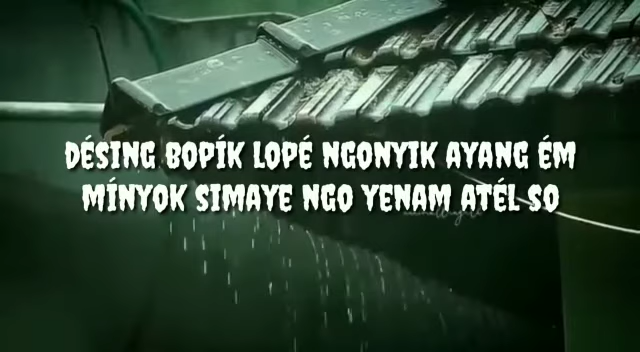 DÉSING BOPÍK LOPÉ NGONYIK AYANG ÉM
MÍNYOK SIMAYE NGO YENAM ATÉL SO